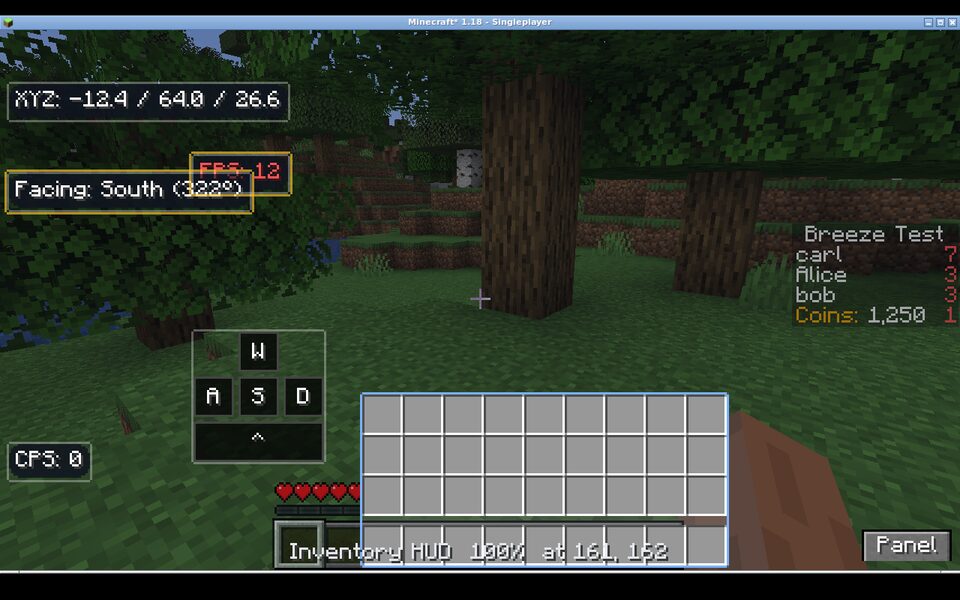 Minecraft* 1.18 - Singleplayer
XYZ: -12.4 / 64.0 / 26.6
FPS: 12
Facing: South (322°)
Breeze Test
carl 7
Alice 3
bob 3
Coins: 1,250 1
W
A S D
^
CPS: 0
Inventory HUD 100% at 161, 162
Panel